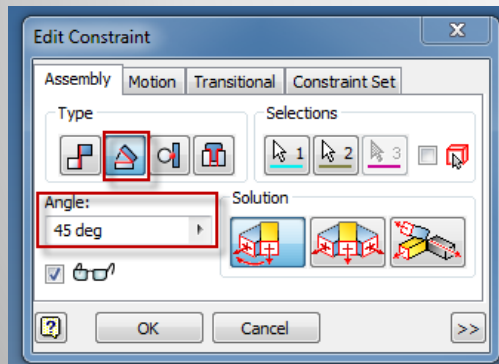 Edit Constraint
X
Assembly Motion Transitional Constraint Set
Type
Selections
1 2 3
Angle:
45 deg
Solution
?
OK Cancel >>